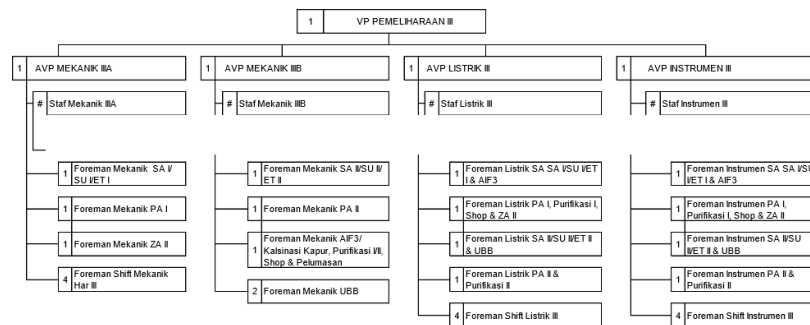 1 VP PEMELIHARAAN III
1 AVP MEKANIK IIIA
# Staf Mekanik IIIA
1 Foreman Mekanik SA I/
SU I/ET I
1 Foreman Mekanik PA I
1 Foreman Mekanik ZA II
4 Foreman Shift Mekanik
Har III
1 AVP MEKANIK IIIB
# Staf Mekanik IIIB
1 Foreman Mekanik SA II/SU II/
ET II
1 Foreman Mekanik PA II
1 Foreman Mekanik AIF3/
Kalsinasi Kapur, Purifikasi I/II,
Shop & Pelumasan
2 Foreman Mekanik UBB
1 AVP LISTRIK III
# Staf Listrik III
1 Foreman Listrik SA SA I/SU I/ET
I & AIF3
1 Foreman Listrik PA I, Purifikasi I,
Shop & ZA II
1 Foreman Listrik SA II/SU II/ET II
& UBB
1 Foreman Listrik PA II &
Purifikasi II
4 Foreman Shift Listrik III
1 AVP INSTRUMEN III
# Staf Instrumen III
1 Foreman Instrumen SA SA I/SU
I/ET I & AIF3
1 Foreman Instrumen PA I,
Purifikasi I, Shop & ZA II
1 Foreman Instrumen SA II/SU
II/ET II & UBB
1 Foreman Instrumen PA II &
Purifikasi II
4 Foreman Shift Instrumen III